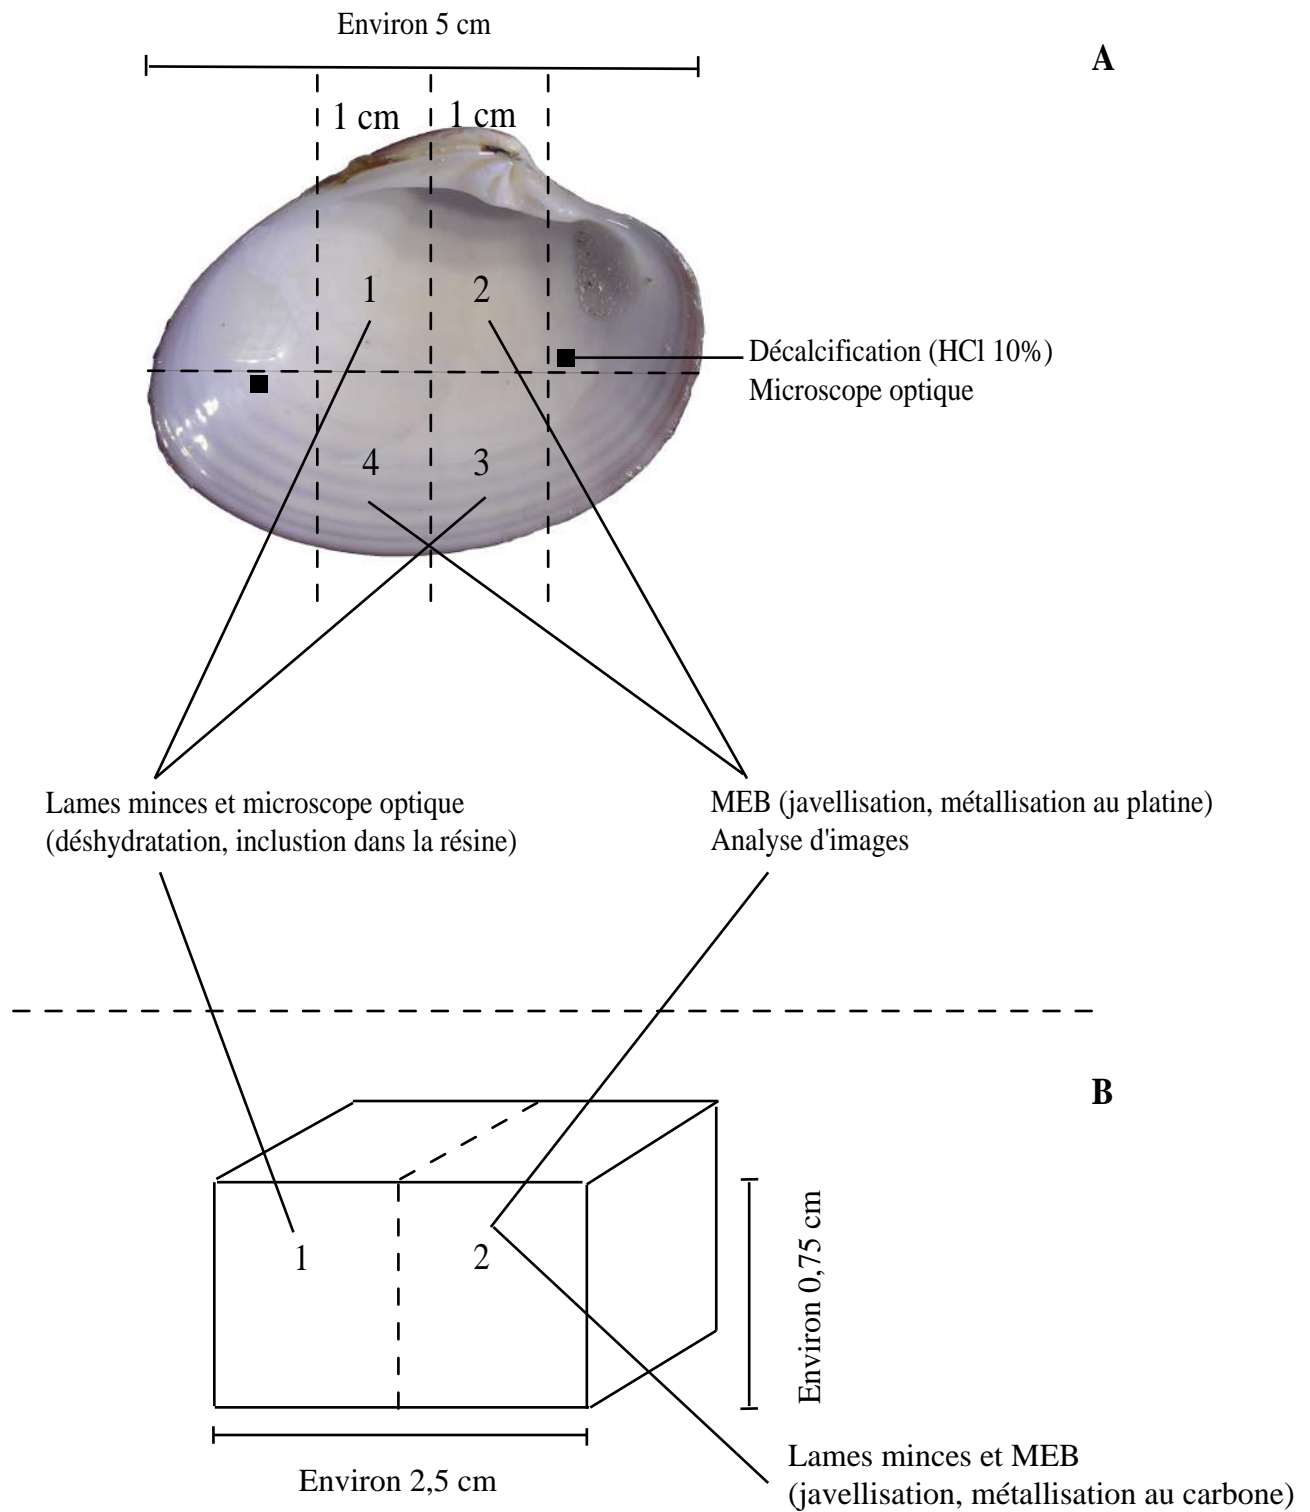 Environ 5 cm
A
1 cm 1 cm
1 2
Décalcification (HCl 10%)
Microscope optique
4 3
Lames minces et microscope optique
(déshydratation, inclustion dans la résine)
MEB (javellisation, métallisation au platine)
Analyse d'images
B
1 2
Environ 0,75 cm
Environ 2,5 cm
Lames minces et MEB
(javellisation, métallisation au carbone)